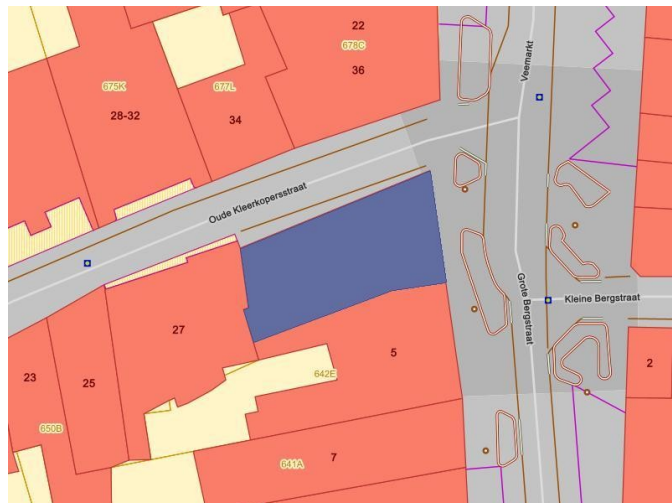 22
678C
36
Veemarkt
675K
28-32
677L
34
Oude Kleerkopersstraat
Grote Bergstraat
Kleine Bergstraat
27
5
2
23
25
642E
650B
641A
7